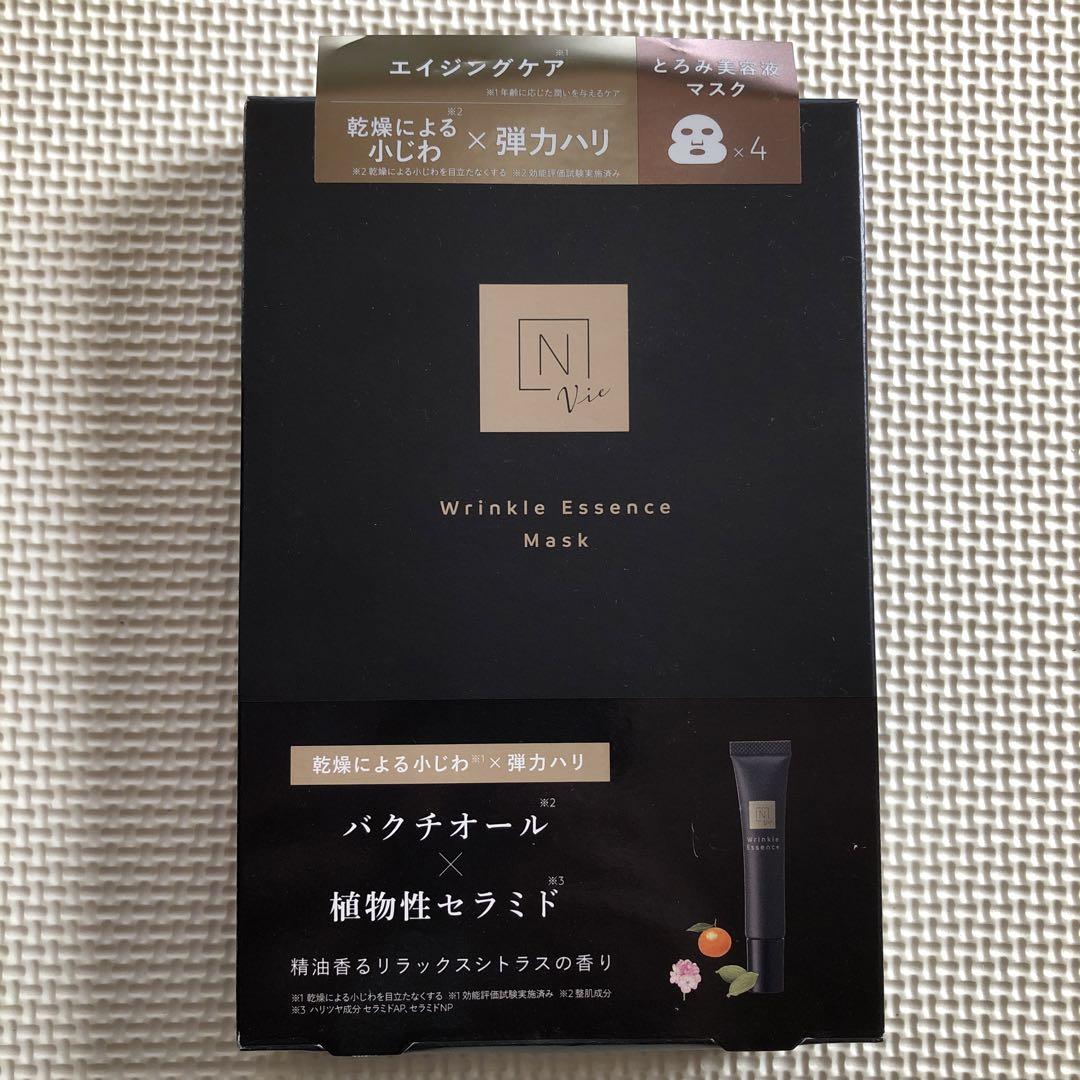 エイジングケア※1
※1 年齢に応じた潤いを与えるケア
乾燥による
小じわ※2×弾力ハリ
※2 乾燥による小じわを目立たなくする ※2 効能評価試験実施済み
とろみ美容液
マスク
×4
N
Vie
Wrinkle Essence
Mask
乾燥による小じわ※1×弾力ハリ
バクチオール※2
×
植物性セラミド※3
精油香るリラックスシトラスの香り
※1 乾燥による小じわを目立たなくする ※1 効能評価試験実施済み ※2 整肌成分
※3 ハリツヤ成分 セラミドAP、セラミドNP
N
Vie
Wrinkle
Essence